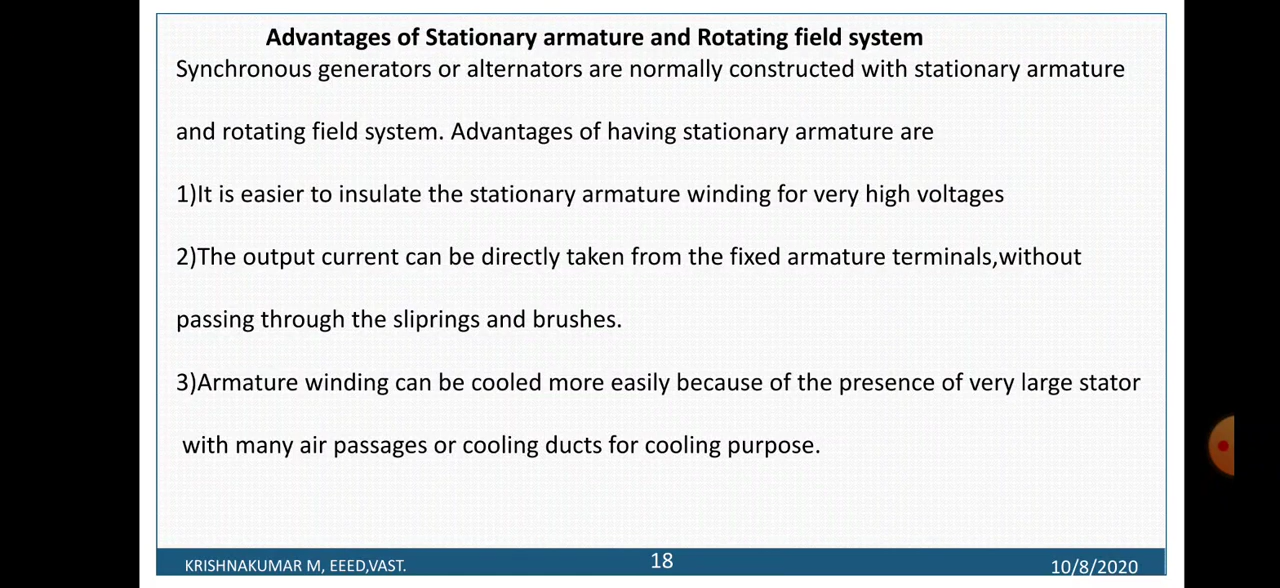 Advantages of Stationary armature and Rotating field system
Synchronous generators or alternators are normally constructed with stationary armature
and rotating field system. Advantages of having stationary armature are
1)It is easier to insulate the stationary armature winding for very high voltages
2)The output current can be directly taken from the fixed armature terminals,without
passing through the sliprings and brushes.
3)Armature winding can be cooled more easily because of the presence of very large stator
with many air passages or cooling ducts for cooling purpose.
KRISHNAKUMAR M, EEED,VAST. 18 10/8/2020